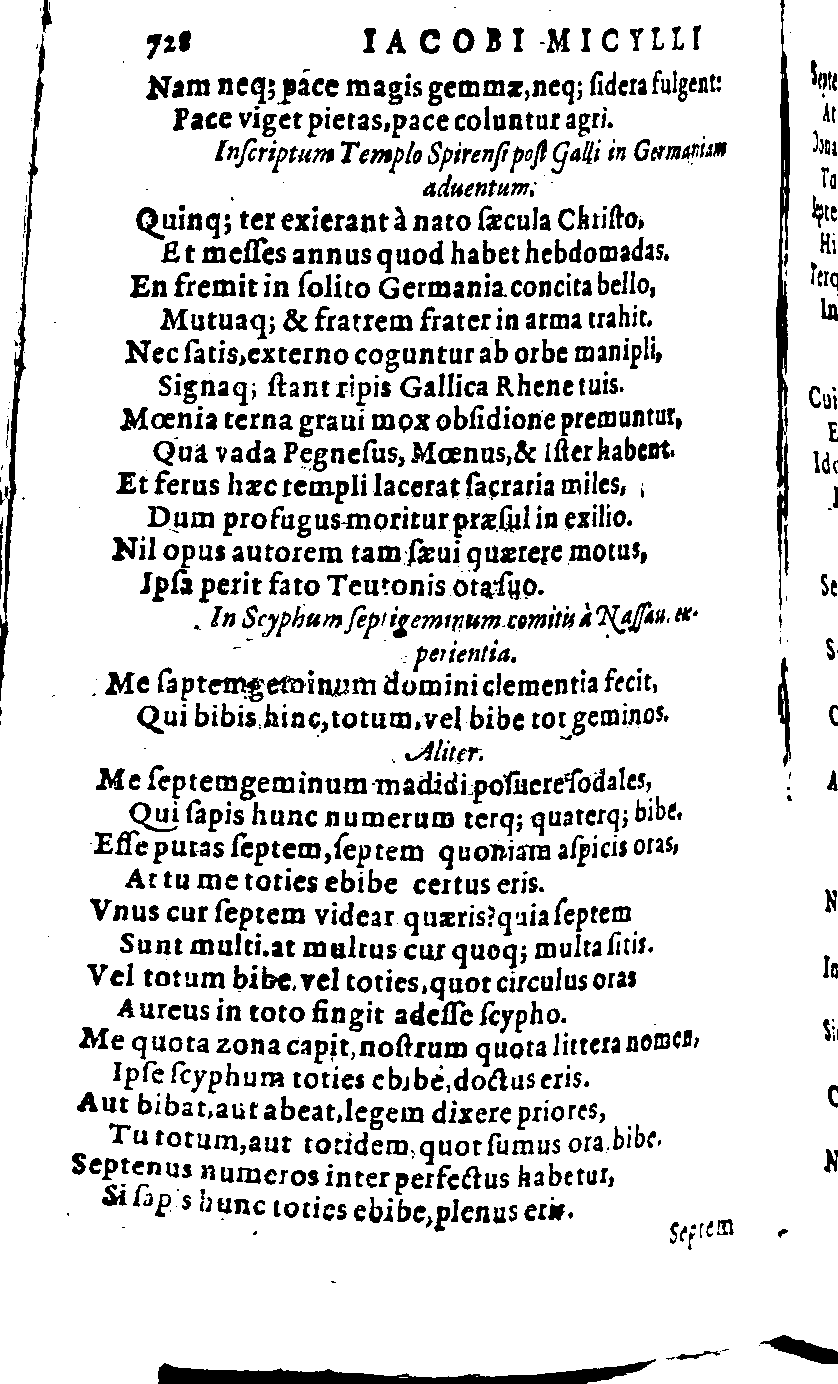 728 IACOBI MICYLLI
Nam neq; pace magis gemmæ, neq; ſidera fulgent:
Pace viget pietas, pace coluntur agri.
Inſcriptum Templo Spirenſi poſt Galli in Germaniam
aduentum.
Quinq; ter exierant à nato ſæcula Chriſto,
Et meſſes annus quod habet hebdomadas.
En fremit in ſolito Germania concita bello,
Mutuaq; & fratrem frater in arma trahit.
Nec ſatis, externo coguntur ab orbe manipli,
Signaq; ſtant ripis Gallica Rhene tuis.
Mœnia terna graui mox obſidione premuntur,
Qua vada Pegneſus, Mœnus, & Iſter habent.
Et ferus hæc templi lacerat ſacraria miles,
Dum profugus moritur præſul in exilio.
Nil opus autorem tam ſæui quærere motus,
Ipſa perit fato Teutonis ora ſuo.
In Scyphum ſeptigeminum comitis à Naſſau. ex-
perientia.
Me ſaptemgeminum domini clementia fecit,
Qui bibis hinc, totum, vel bibe tot geminos.
Aliter.
Me ſeptemgeminum madidi poſuere ſodales,
Qui ſapis hunc numerum terq; quaterq; bibe.
Eſſe putas ſeptem, ſeptem quoniam aſpicis oras,
At tu me toties ebibe certus eris.
Vnus cur ſeptem videar quæris? quia ſeptem
Sunt multi. at multus cur quoq; multa ſitis.
Vel totum bibe, vel toties, quot circulus oras
Aureus in toto fingit adeſſe ſcypho.
Me quota zona capit, noſtrum quota littera nomen,
Ipſe ſcyphum toties ebibe, doctus eris.
Aut bibat, aut abeat, legem dixere priores,
Tu totum, aut totidem, quot ſumus ora bibe.
Septenus numeros inter perfectus habetur,
Si ſapis hunc toties ebibe, plenus eris.
Septem